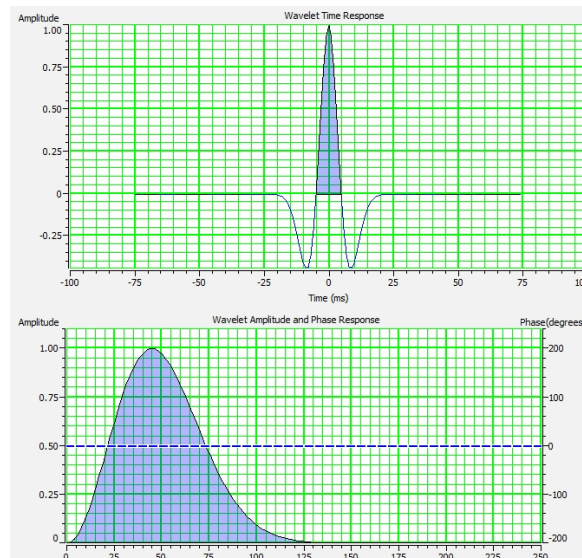 Wavelet Time Response
Amplitude
1.00
0.75
0.50
0.25
0
-0.25
-100 -75 -50 -25 0 25 50 75 100
Time (ms)
Wavelet Amplitude and Phase Response
Amplitude Phase(degrees)
1.00 200
0.75 100
0.50 0
0.25 -100
0 -200
0 25 50 75 100 125 150 175 200 225 250